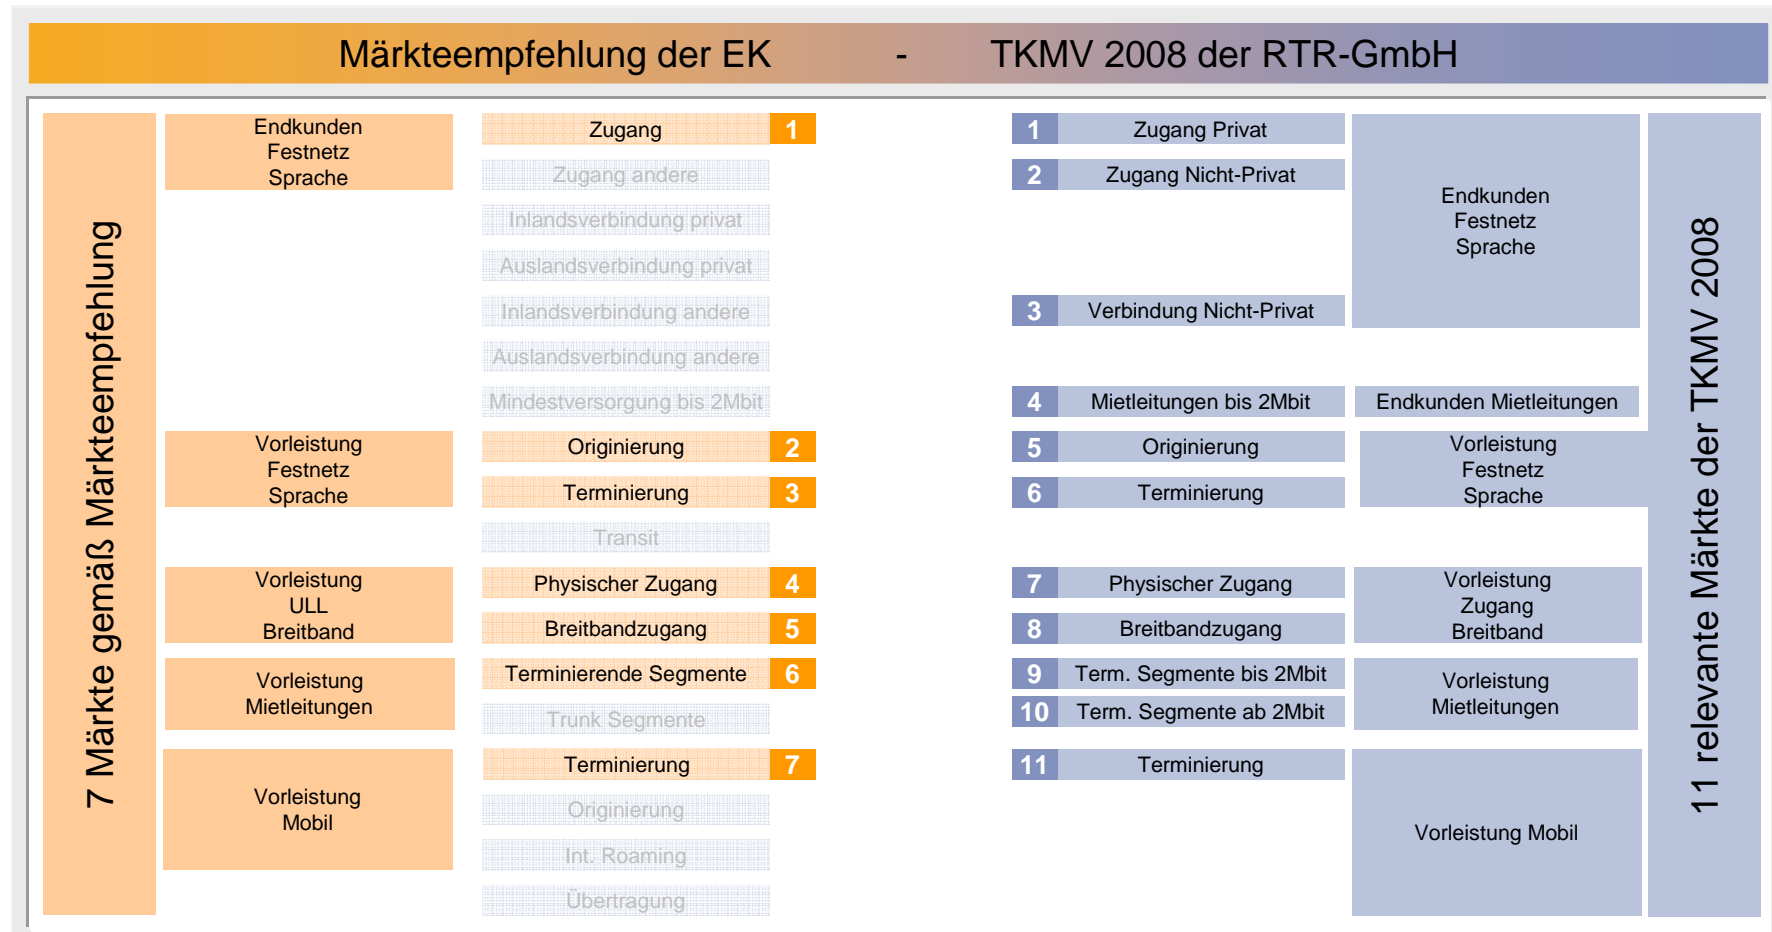 Märkteempfehlung der EK - TKMV 2008 der RTR-GmbH
7 Märkte gemäß Märkteempfehlung
Endkunden
Festnetz
Sprache
Zugang 1
Zugang andere
Inlandsverbindung privat
Auslandsverbindung privat
Inlandsverbindung andere
Auslandsverbindung andere
Mindestversorgung bis 2Mbit
Vorleistung
Festnetz
Sprache
Originierung 2
Terminierung 3
Transit
Vorleistung
ULL
Breitband
Physischer Zugang 4
Breitbandzugang 5
Vorleistung
Mietleitungen
Terminierende Segmente 6
Trunk Segmente
Vorleistung
Mobil
Terminierung 7
Originierung
Int. Roaming
Übertragung
1 Zugang Privat
2 Zugang Nicht-Privat
3 Verbindung Nicht-Privat
Endkunden
Festnetz
Sprache
4 Mietleitungen bis 2Mbit
Endkunden Mietleitungen
5 Originierung
6 Terminierung
Vorleistung
Festnetz
Sprache
7 Physischer Zugang
8 Breitbandzugang
Vorleistung
Zugang
Breitband
9 Term. Segmente bis 2Mbit
10 Term. Segmente ab 2Mbit
Vorleistung
Mietleitungen
11 Terminierung
Vorleistung Mobil
11 relevante Märkte der TKMV 2008